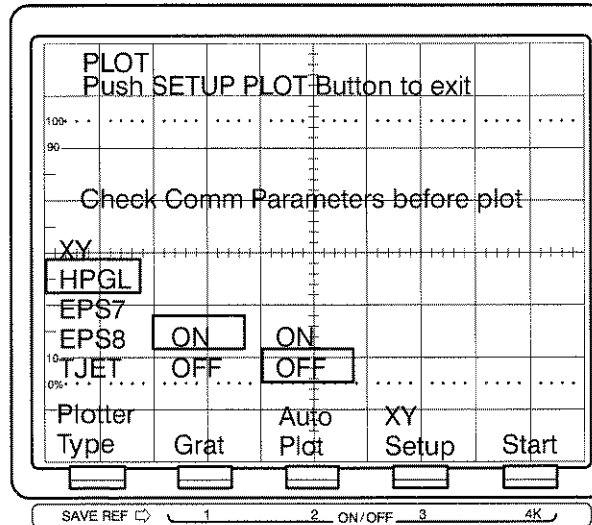 PLOT
Push SETUP PLOT Button to exit
100
90
Check Comm Parameters before plot
XY
HPGL
EPS7
EPS8 ON ON
10
TJET OFF OFF
0%
Plotter Auto XY
Type Grat Plot Setup Start
SAVE REF ⇨ 1 2 ON/OFF 3 4K